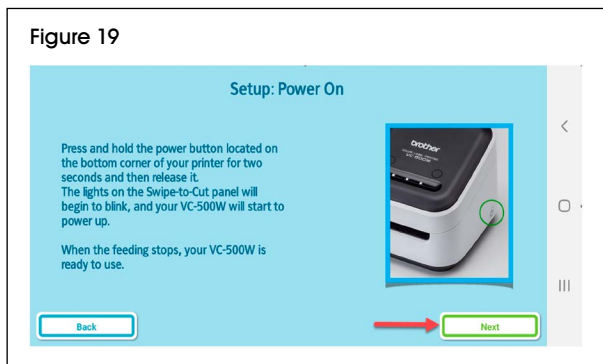 Figure 19
Setup: Power On
Press and hold the power button located on
the bottom corner of your printer for two
seconds and then release it.
The lights on the Swipe-to-Cut panel will
begin to blink, and your VC-500W will start to
power up.
When the feeding stops, your VC-500W is
ready to use.
brother
VC-500W
Back
Next